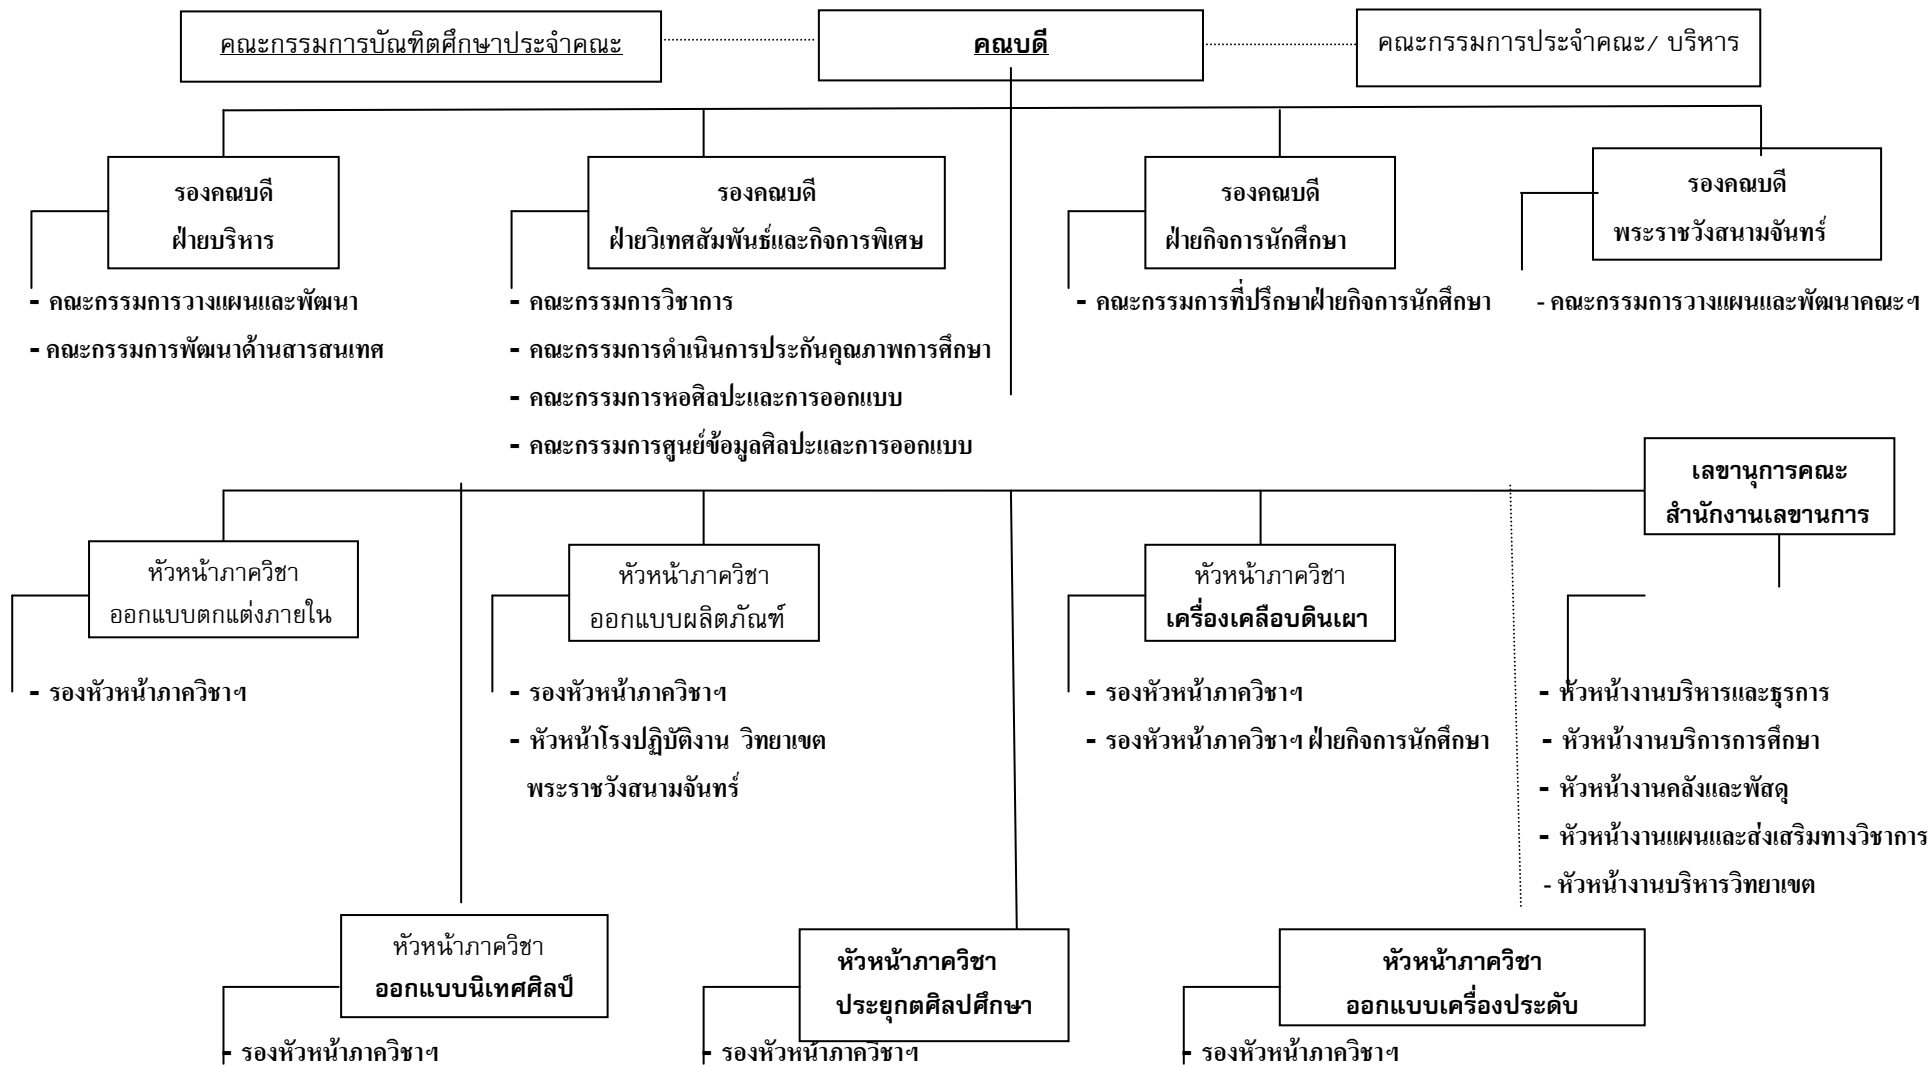 คณะกรรมการบัณฑิตศึกษาประจำคณะ
คณบดี
คณะกรรมการประจำคณะ/ บริหาร
รองคณบดี
ฝ่ายบริหาร
- คณะกรรมการวางแผนและพัฒนา
- คณะกรรมการพัฒนาด้านสารสนเทศ
รองคณบดี
ฝ่ายวิเทศสัมพันธ์และกิจการพิเศษ
- คณะกรรมการวิชาการ
- คณะกรรมการดำเนินการประกันคุณภาพการศึกษา
- คณะกรรมการหอศิลปะและการออกแบบ
- คณะกรรมการศูนย์ข้อมูลศิลปะและการออกแบบ
รองคณบดี
ฝ่ายกิจการนักศึกษา
- คณะกรรมการที่ปรึกษาฝ่ายกิจการนักศึกษา
รองคณบดี
พระราชวังสนามจันทร์
- คณะกรรมการวางแผนและพัฒนาคณะฯ
เลขานุการคณะ
สำนักงานเลขานการ
หัวหน้าภาควิชา
ออกแบบตกแต่งภายใน
- รองหัวหน้าภาควิชาฯ
หัวหน้าภาควิชา
ออกแบบผลิตภัณฑ์
- รองหัวหน้าภาควิชาฯ
- หัวหน้าโรงปฏิบัติงาน วิทยาเขต
พระราชวังสนามจันทร์
หัวหน้าภาควิชา
เครื่องเคลือบดินเผา
- รองหัวหน้าภาควิชาฯ
- รองหัวหน้าภาควิชาฯ ฝ่ายกิจการนักศึกษา
- หัวหน้างานบริหารและธุรการ
- หัวหน้างานบริการการศึกษา
- หัวหน้างานคลังและพัสดุ
- หัวหน้างานแผนและส่งเสริมทางวิชาการ
- หัวหน้างานบริหารวิทยาเขต
หัวหน้าภาควิชา
ออกแบบนิเทศศิลป์
- รองหัวหน้าภาควิชาฯ
หัวหน้าภาควิชา
ประยุกตศิลปศึกษา
- รองหัวหน้าภาควิชาฯ
หัวหน้าภาควิชา
ออกแบบเครื่องประดับ
- รองหัวหน้าภาควิชาฯ